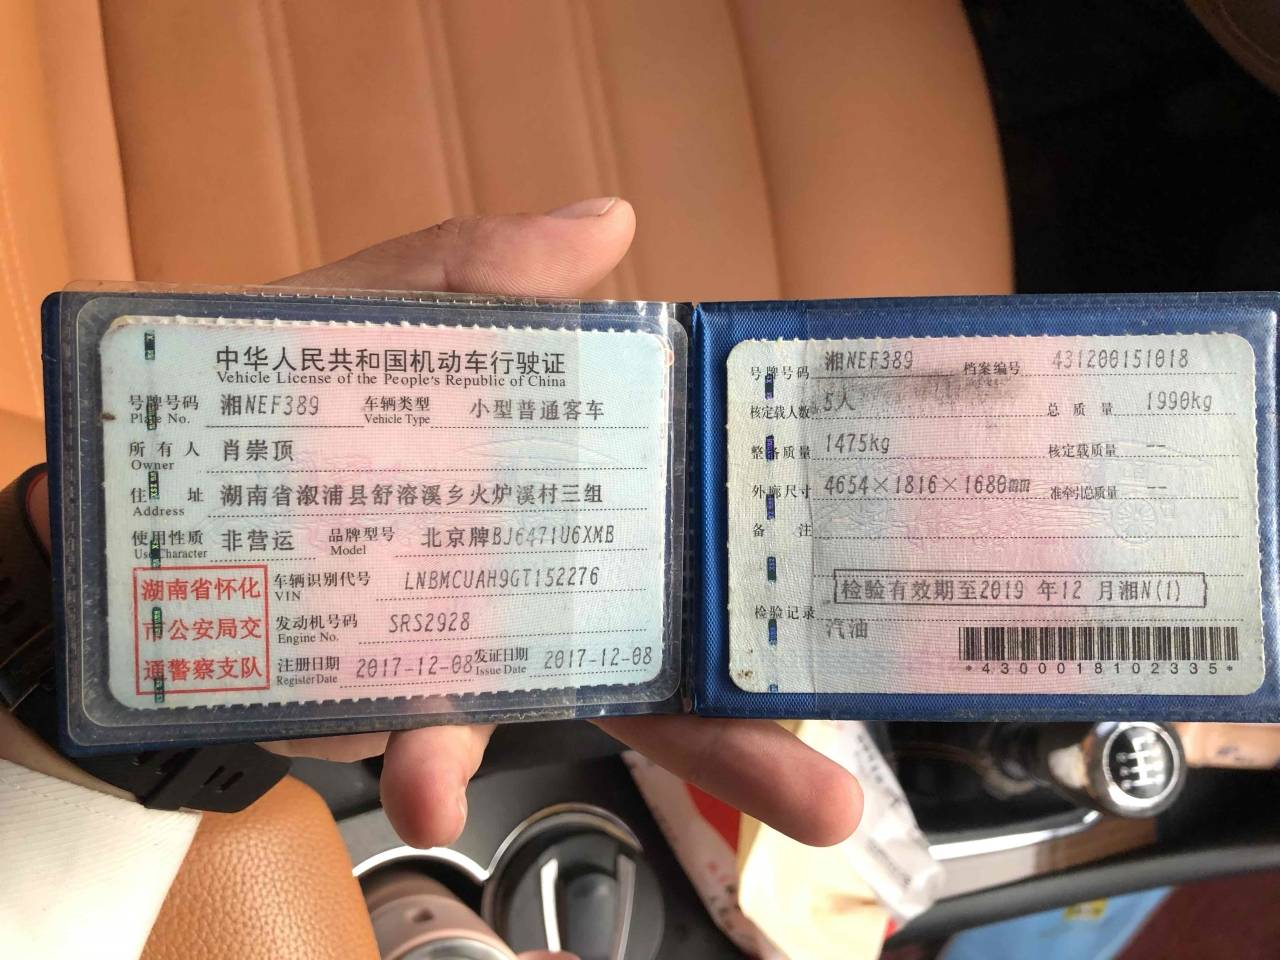 中华人民共和国机动车行驶证
Vehicle License of the People's Republic of China
号牌号码 湘NEF389 车辆类型 小型普通客车
Plate No. Vehicle Type
所有人 肖崇顶
Owner
住址 湖南省溆浦县舒溶溪乡火炉溪村三组
Address
使用性质 非营运 品牌型号 北京牌BJ6471U6XMB
Use Character Model
湖南省怀化
市公安局交
通警察支队
车辆识别代号 LNBMCUAH9GT152276
VIN
发动机号码 SRS2928
Engine No.
注册日期 2017-12-08 发证日期 2017-12-08
Register Date Issue Date
号牌号码 湘NEF389 档案编号 431200151018
核定载人数 5人 总质量 1990kg
整备质量 1475kg 核定载质量 --
外廓尺寸 4654×1816×1680mm 准牵引总质量 --
备注
检验有效期至2019年12月湘N(1)
检验记录
汽油
*4300018102335*